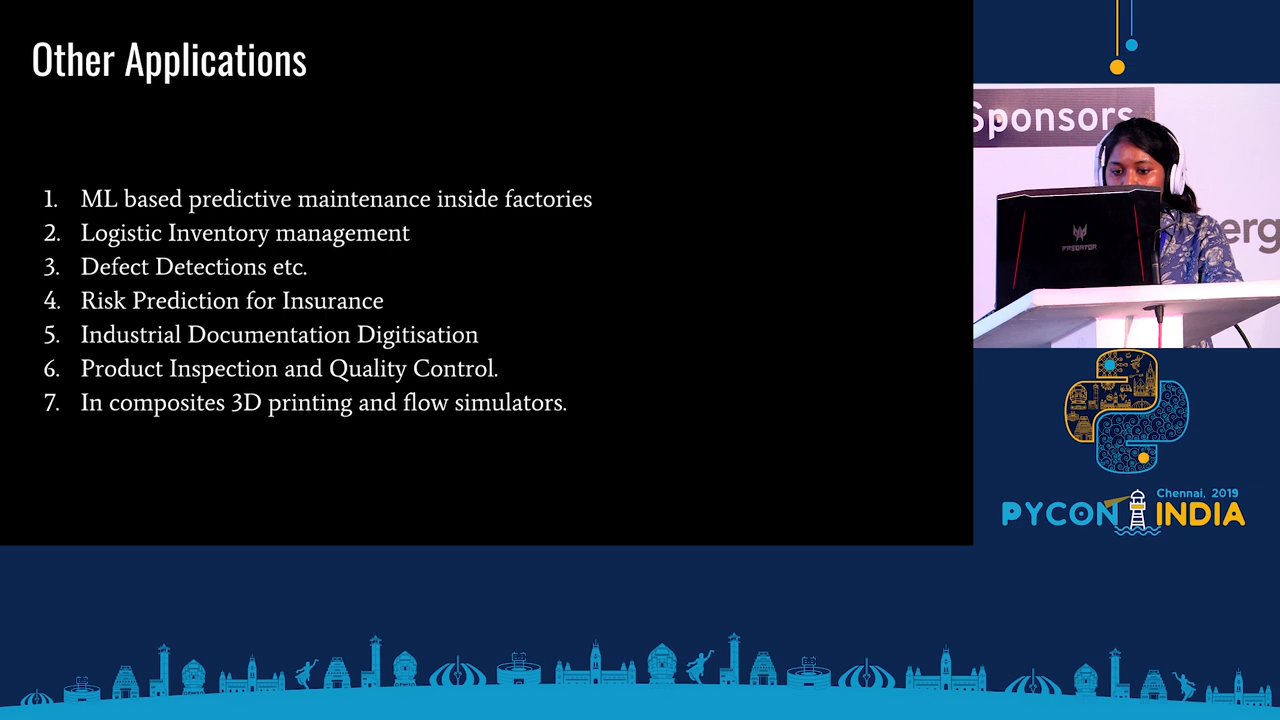 Other Applications
1. ML based predictive maintenance inside factories
2. Logistic Inventory management
3. Defect Detections etc.
4. Risk Prediction for Insurance
5. Industrial Documentation Digitisation
6. Product Inspection and Quality Control.
7. In composites 3D printing and flow simulators.
Sponsors
erg
PREDATOR
Chennai, 2019
PYCON INDIA